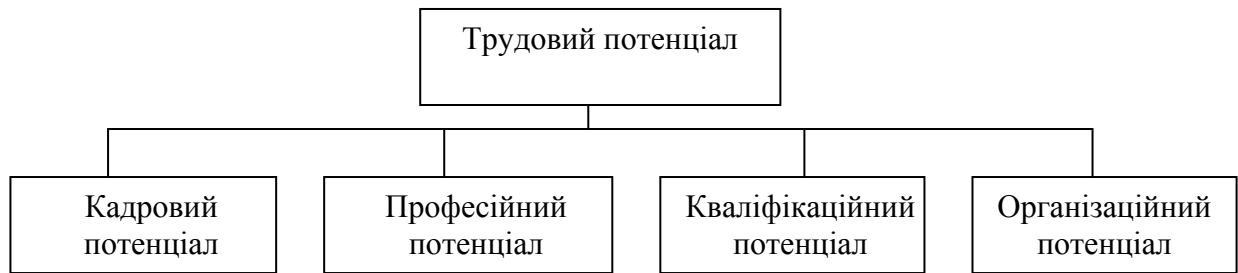 Трудовий потенціал
Кадровий
потенціал
Професійний
потенціал
Кваліфікаційний
потенціал
Організаційний
потенціал